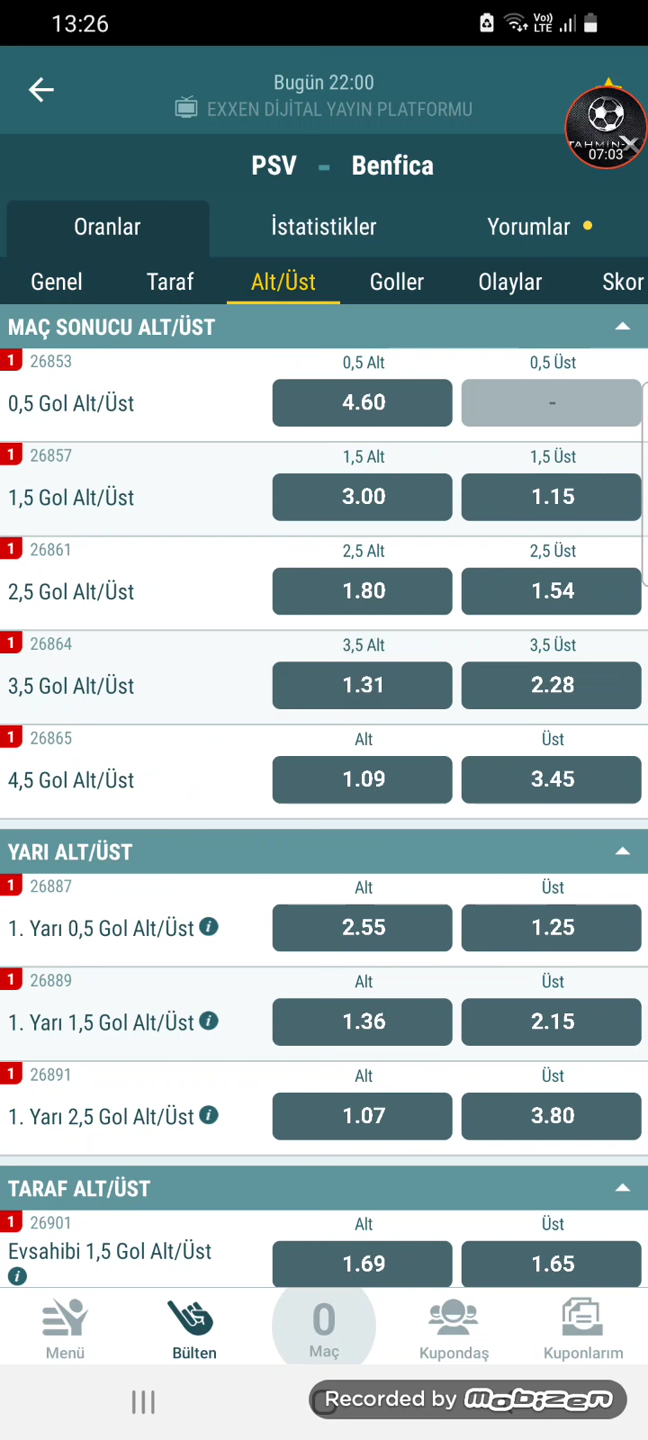 13:26
Vo))
LTE
Bugün 22:00
EXXEN DİJİTAL YAYIN PLATFORMU
TAHMİN-X
07:03
PSV - Benfica
Oranlar İstatistikler Yorumlar
Genel Taraf Alt/Üst Goller Olaylar Skor
MAÇ SONUCU ALT/ÜST
1 26853 0,5 Alt 0,5 Üst
0,5 Gol Alt/Üst 4.60 -
1 26857 1,5 Alt 1,5 Üst
1,5 Gol Alt/Üst 3.00 1.15
1 26861 2,5 Alt 2,5 Üst
2,5 Gol Alt/Üst 1.80 1.54
1 26864 3,5 Alt 3,5 Üst
3,5 Gol Alt/Üst 1.31 2.28
1 26865 Alt Üst
4,5 Gol Alt/Üst 1.09 3.45
YARI ALT/ÜST
1 26887 Alt Üst
1. Yarı 0,5 Gol Alt/Üst i 2.55 1.25
1 26889 Alt Üst
1. Yarı 1,5 Gol Alt/Üst i 1.36 2.15
1 26891 Alt Üst
1. Yarı 2,5 Gol Alt/Üst i 1.07 3.80
TARAF ALT/ÜST
1 26901 Alt Üst
Evsahibi 1,5 Gol Alt/Üst i 1.69 1.65
Menü Bülten 0 Maç Kupondaş Kuponlarım
Recorded by mobizen